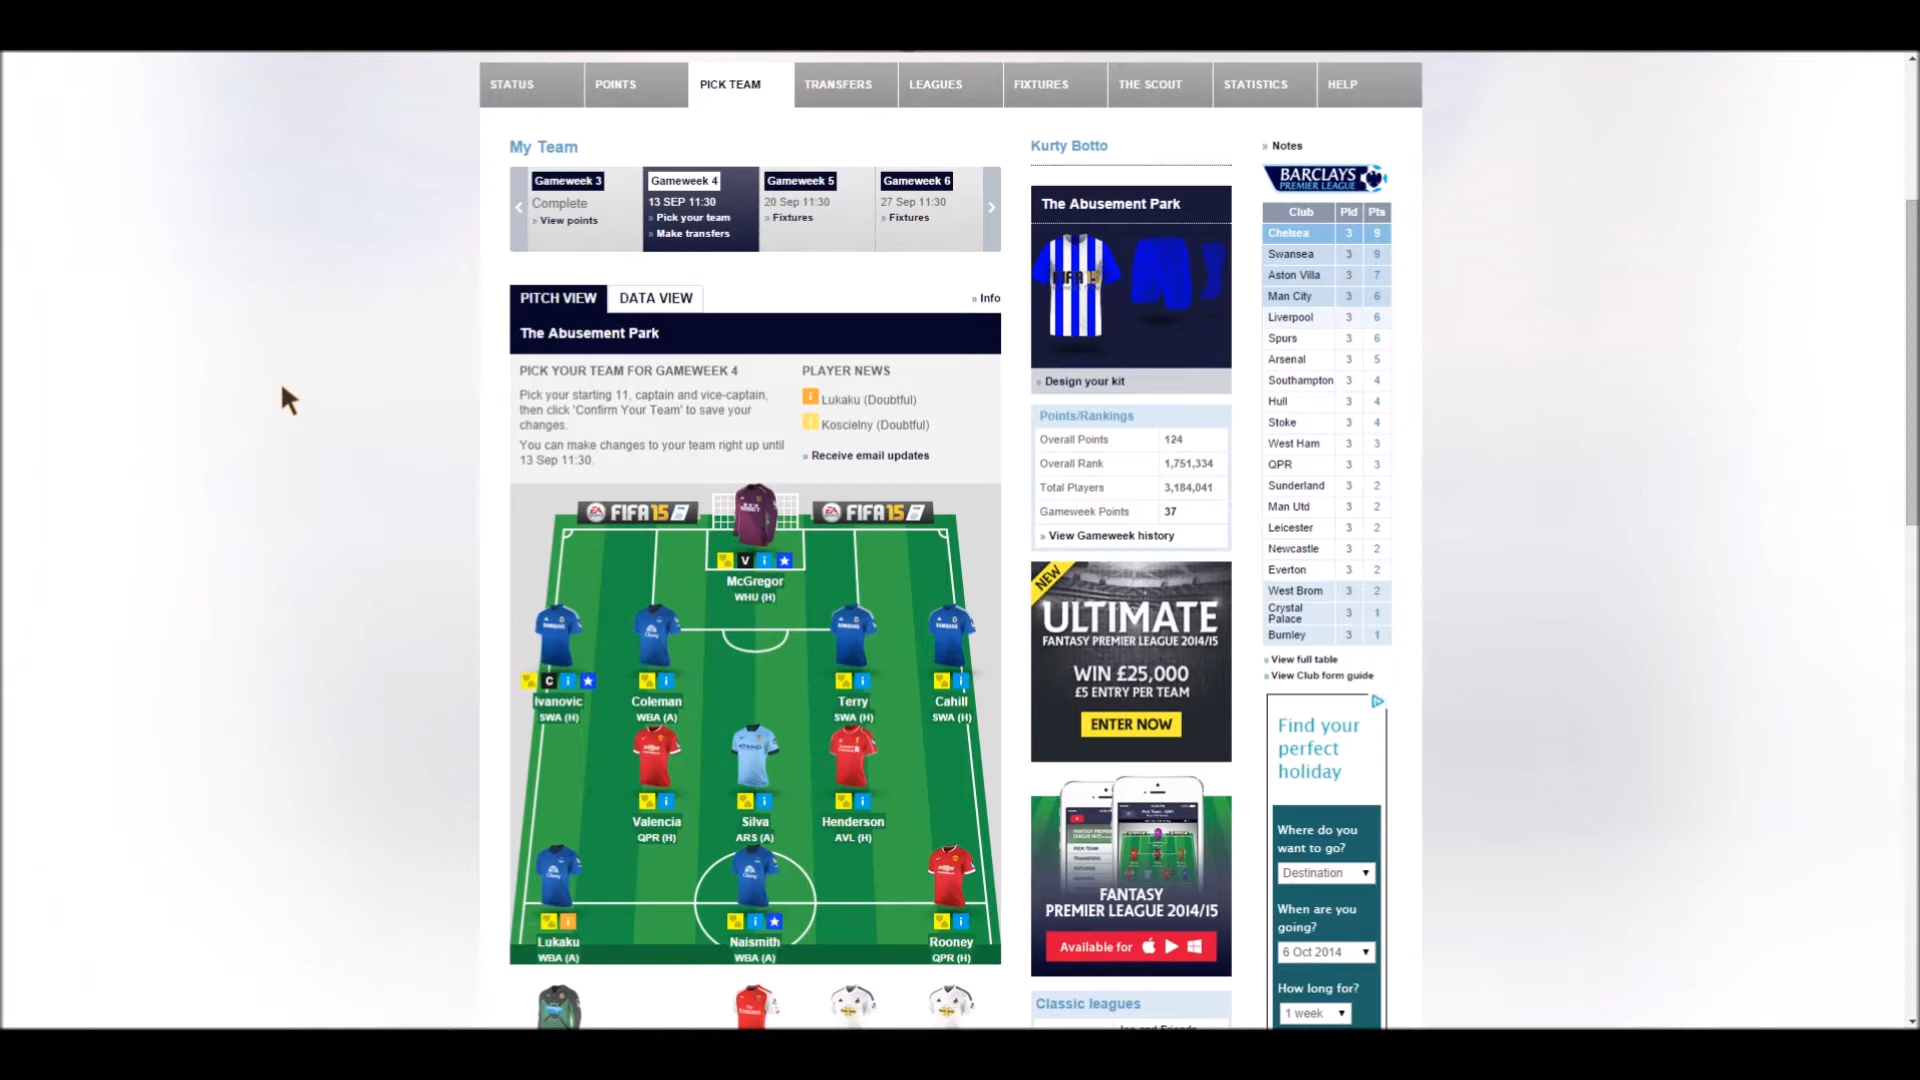 STATUS
POINTS
PICK TEAM
TRANSFERS
LEAGUES
FIXTURES
THE SCOUT
STATISTICS
HELP
My Team
Gameweek 3
Complete
» View points
Gameweek 4
13 SEP 11:30
» Pick your team
» Make transfers
Gameweek 5
20 Sep 11:30
» Fixtures
Gameweek 6
27 Sep 11:30
» Fixtures
PITCH VIEW
DATA VIEW
» Info
The Abusement Park
PICK YOUR TEAM FOR GAMEWEEK 4
Pick your starting 11, captain and vice-captain,
then click 'Confirm Your Team' to save your
changes.
You can make changes to your team right up until
13 Sep 11:30.
PLAYER NEWS
i Lukaku (Doubtful)
Koscielny (Doubtful)
» Receive email updates
EA FIFA 15
EA FIFA 15
V i
McGregor
WHU (H)
SAMSUNG
Chang
SAMSUNG
SAMSUNG
C i
i
i
i
Ivanovic
Coleman
Terry
Cahill
SWA (H)
WBA (A)
SWA (H)
SWA (H)
i
i
i
Valencia
Silva
Henderson
QPR (H)
ARS (A)
AVL (H)
Chang
Chang
i
i
i
Lukaku
Naismith
Rooney
WBA (A)
WBA (A)
QPR (H)
Kurty Botto
The Abusement Park
FIFA 15
» Design your kit
Points/Rankings
Overall Points 124
Overall Rank 1,751,334
Total Players 3,184,041
Gameweek Points 37
» View Gameweek history
NEW
ULTIMATE
FANTASY PREMIER LEAGUE 2014/15
WIN £25,000
£5 ENTRY PER TEAM
ENTER NOW
FANTASY
PREMIER LEAGUE 2014/15
Available for
Classic leagues
» Notes
BARCLAYS
PREMIER LEAGUE
Club Pld Pts
Chelsea 3 9
Swansea 3 9
Aston Villa 3 7
Man City 3 6
Liverpool 3 6
Spurs 3 6
Arsenal 3 5
Southampton 3 4
Hull 3 4
Stoke 3 4
West Ham 3 3
QPR 3 3
Sunderland 3 2
Man Utd 3 2
Leicester 3 2
Newcastle 3 2
Everton 3 2
West Brom 3 2
Crystal
Palace 3 1
Burnley 3 1
» View full table
» View Club form guide
Find your
perfect
holiday
Where do you
want to go?
Destination
When are you
going?
6 Oct 2014
How long for?
1 week